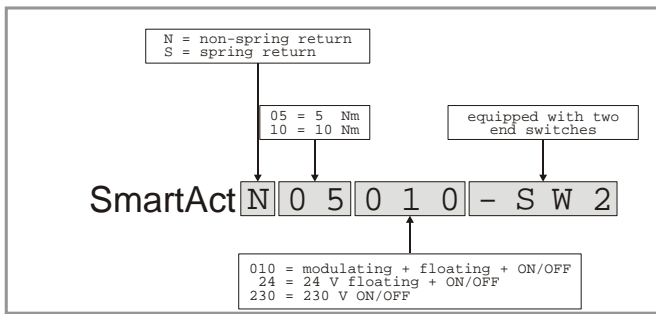 N = non-spring return
S = spring return
05 = 5 Nm
10 = 10 Nm
equipped with two
end switches
SmartAct N 0 5 0 1 0 - S W 2
010 = modulating + floating + ON/OFF
24 = 24 V floating + ON/OFF
230 = 230 V ON/OFF